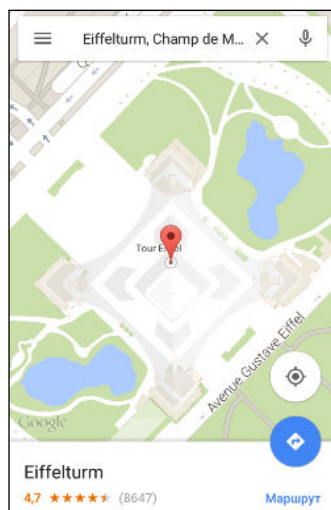 Eiffelturm, Champ de M...
Q
Tour Eiffel
Avenue Gustave Eiffel
Google
Eiffelturm
4,7 (8647)
Маршрут